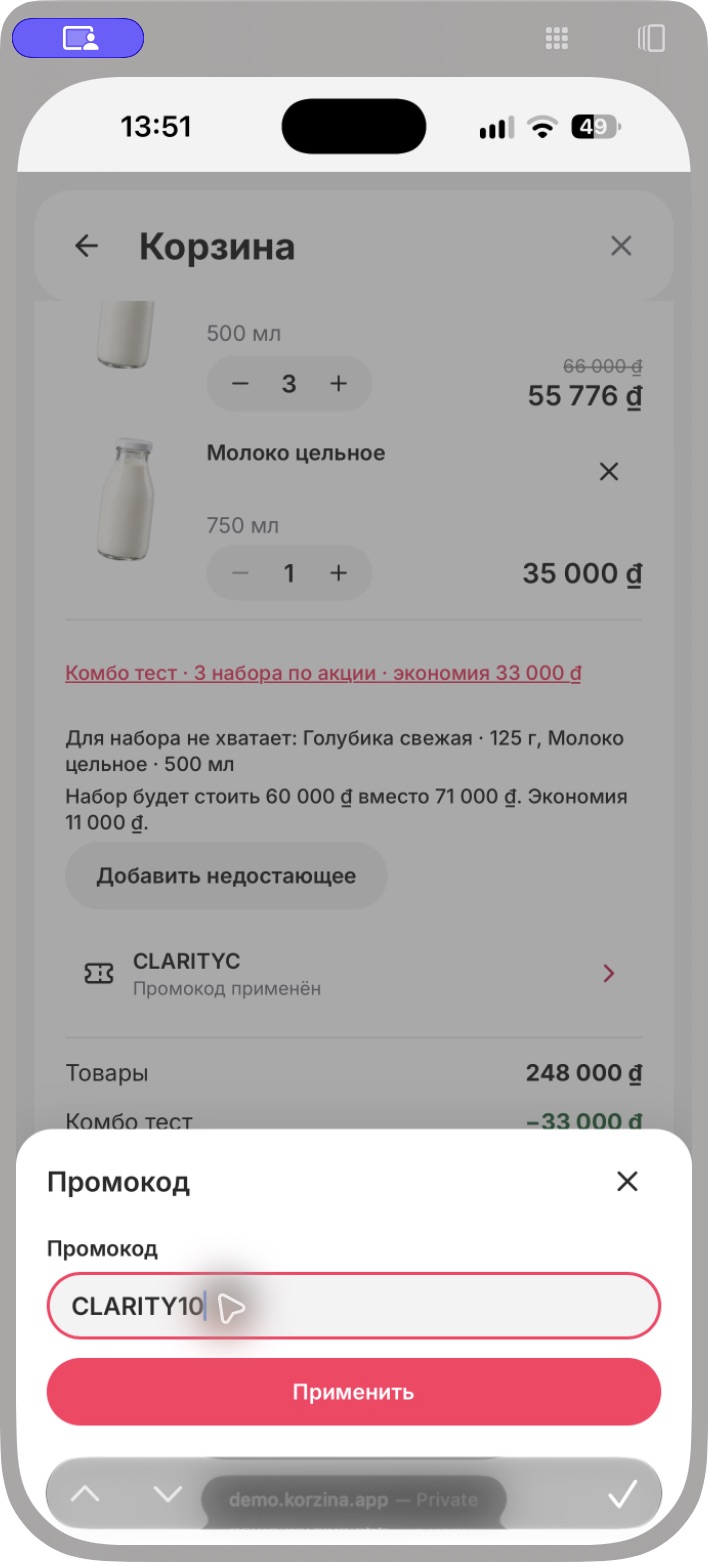 13:51
49
Корзина
500 мл
3
66 000 ₫
55 776 ₫
Молоко цельное
750 мл
1
35 000 ₫
Комбо тест · 3 набора по акции · экономия 33 000 ₫
Для набора не хватает: Голубика свежая · 125 г, Молоко
цельное · 500 мл
Набор будет стоить 60 000 ₫ вместо 71 000 ₫. Экономия
11 000 ₫.
Добавить недостающее
CLARITYC
Промокод применён
Товары 248 000 ₫
Комбо тест −33 000 ₫
Промокод
Промокод
CLARITY10
Применить
demo.korzina.app — Private